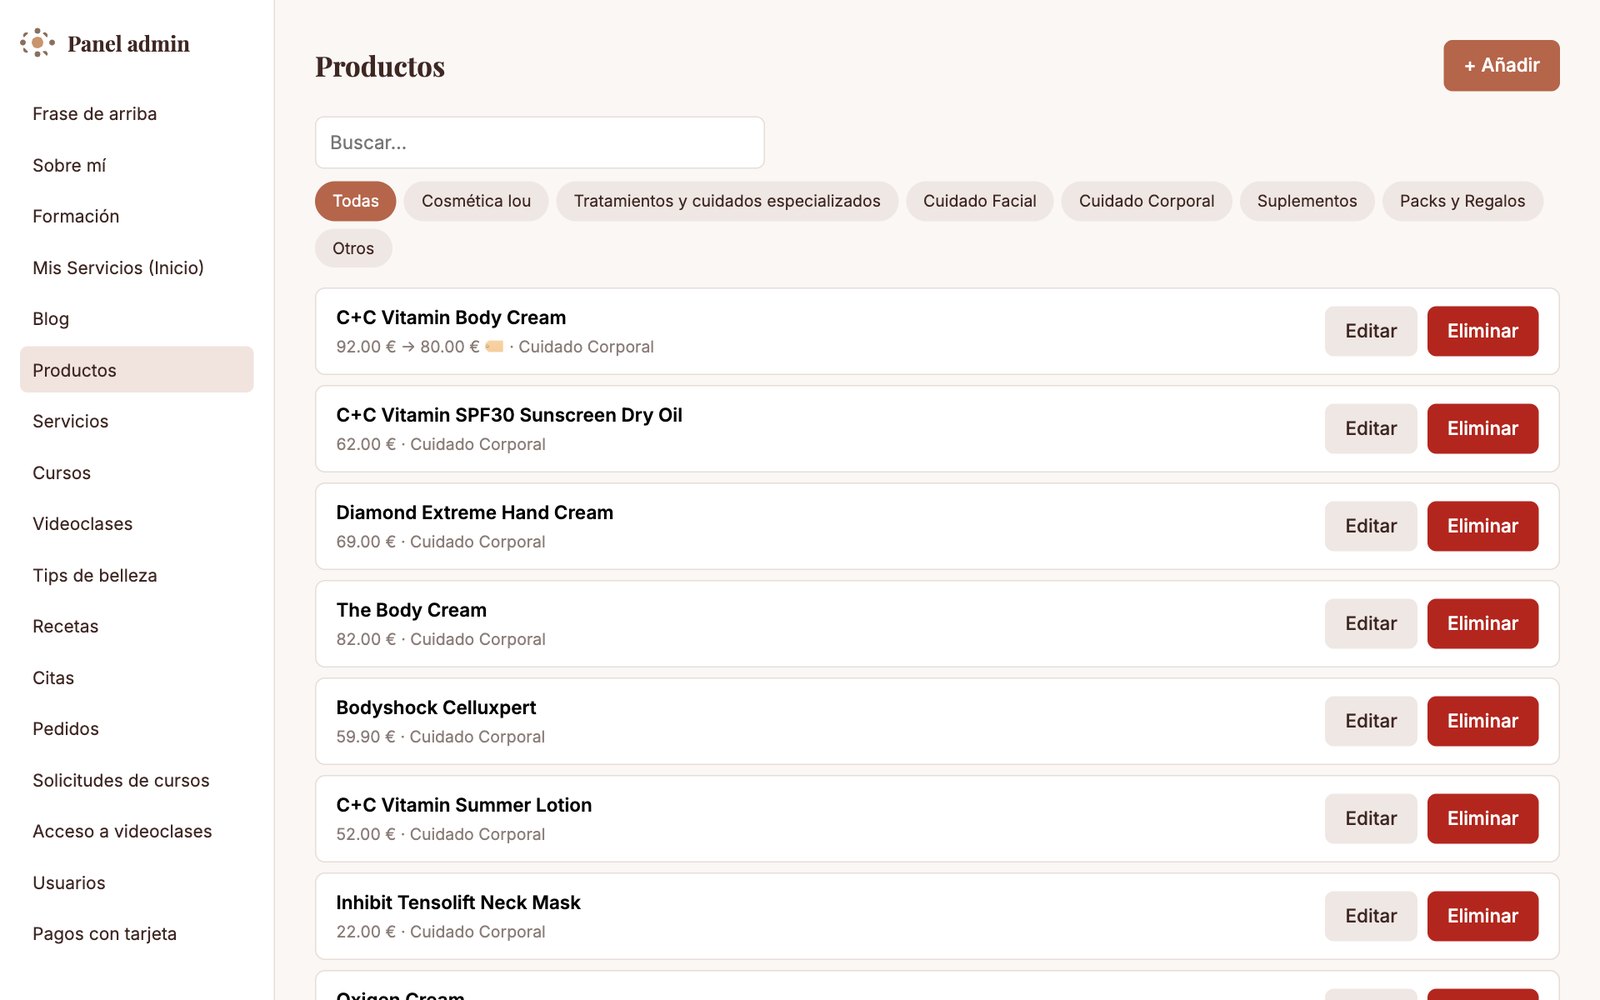 Panel admin
Frase de arriba
Sobre mí
Formación
Mis Servicios (Inicio)
Blog
Productos
Servicios
Cursos
Videoclases
Tips de belleza
Recetas
Citas
Pedidos
Solicitudes de cursos
Acceso a videoclases
Usuarios
Pagos con tarjeta
Productos
+ Añadir
Buscar...
Todas Cosmética lou Tratamientos y cuidados especializados Cuidado Facial Cuidado Corporal Suplementos Packs y Regalos
Otros
C+C Vitamin Body Cream
92.00 € → 80.00 € · Cuidado Corporal
Editar Eliminar
C+C Vitamin SPF30 Sunscreen Dry Oil
62.00 € · Cuidado Corporal
Editar Eliminar
Diamond Extreme Hand Cream
69.00 € · Cuidado Corporal
Editar Eliminar
The Body Cream
82.00 € · Cuidado Corporal
Editar Eliminar
Bodyshock Celluxpert
59.90 € · Cuidado Corporal
Editar Eliminar
C+C Vitamin Summer Lotion
52.00 € · Cuidado Corporal
Editar Eliminar
Inhibit Tensolift Neck Mask
22.00 € · Cuidado Corporal
Editar Eliminar
Oxigen Cream